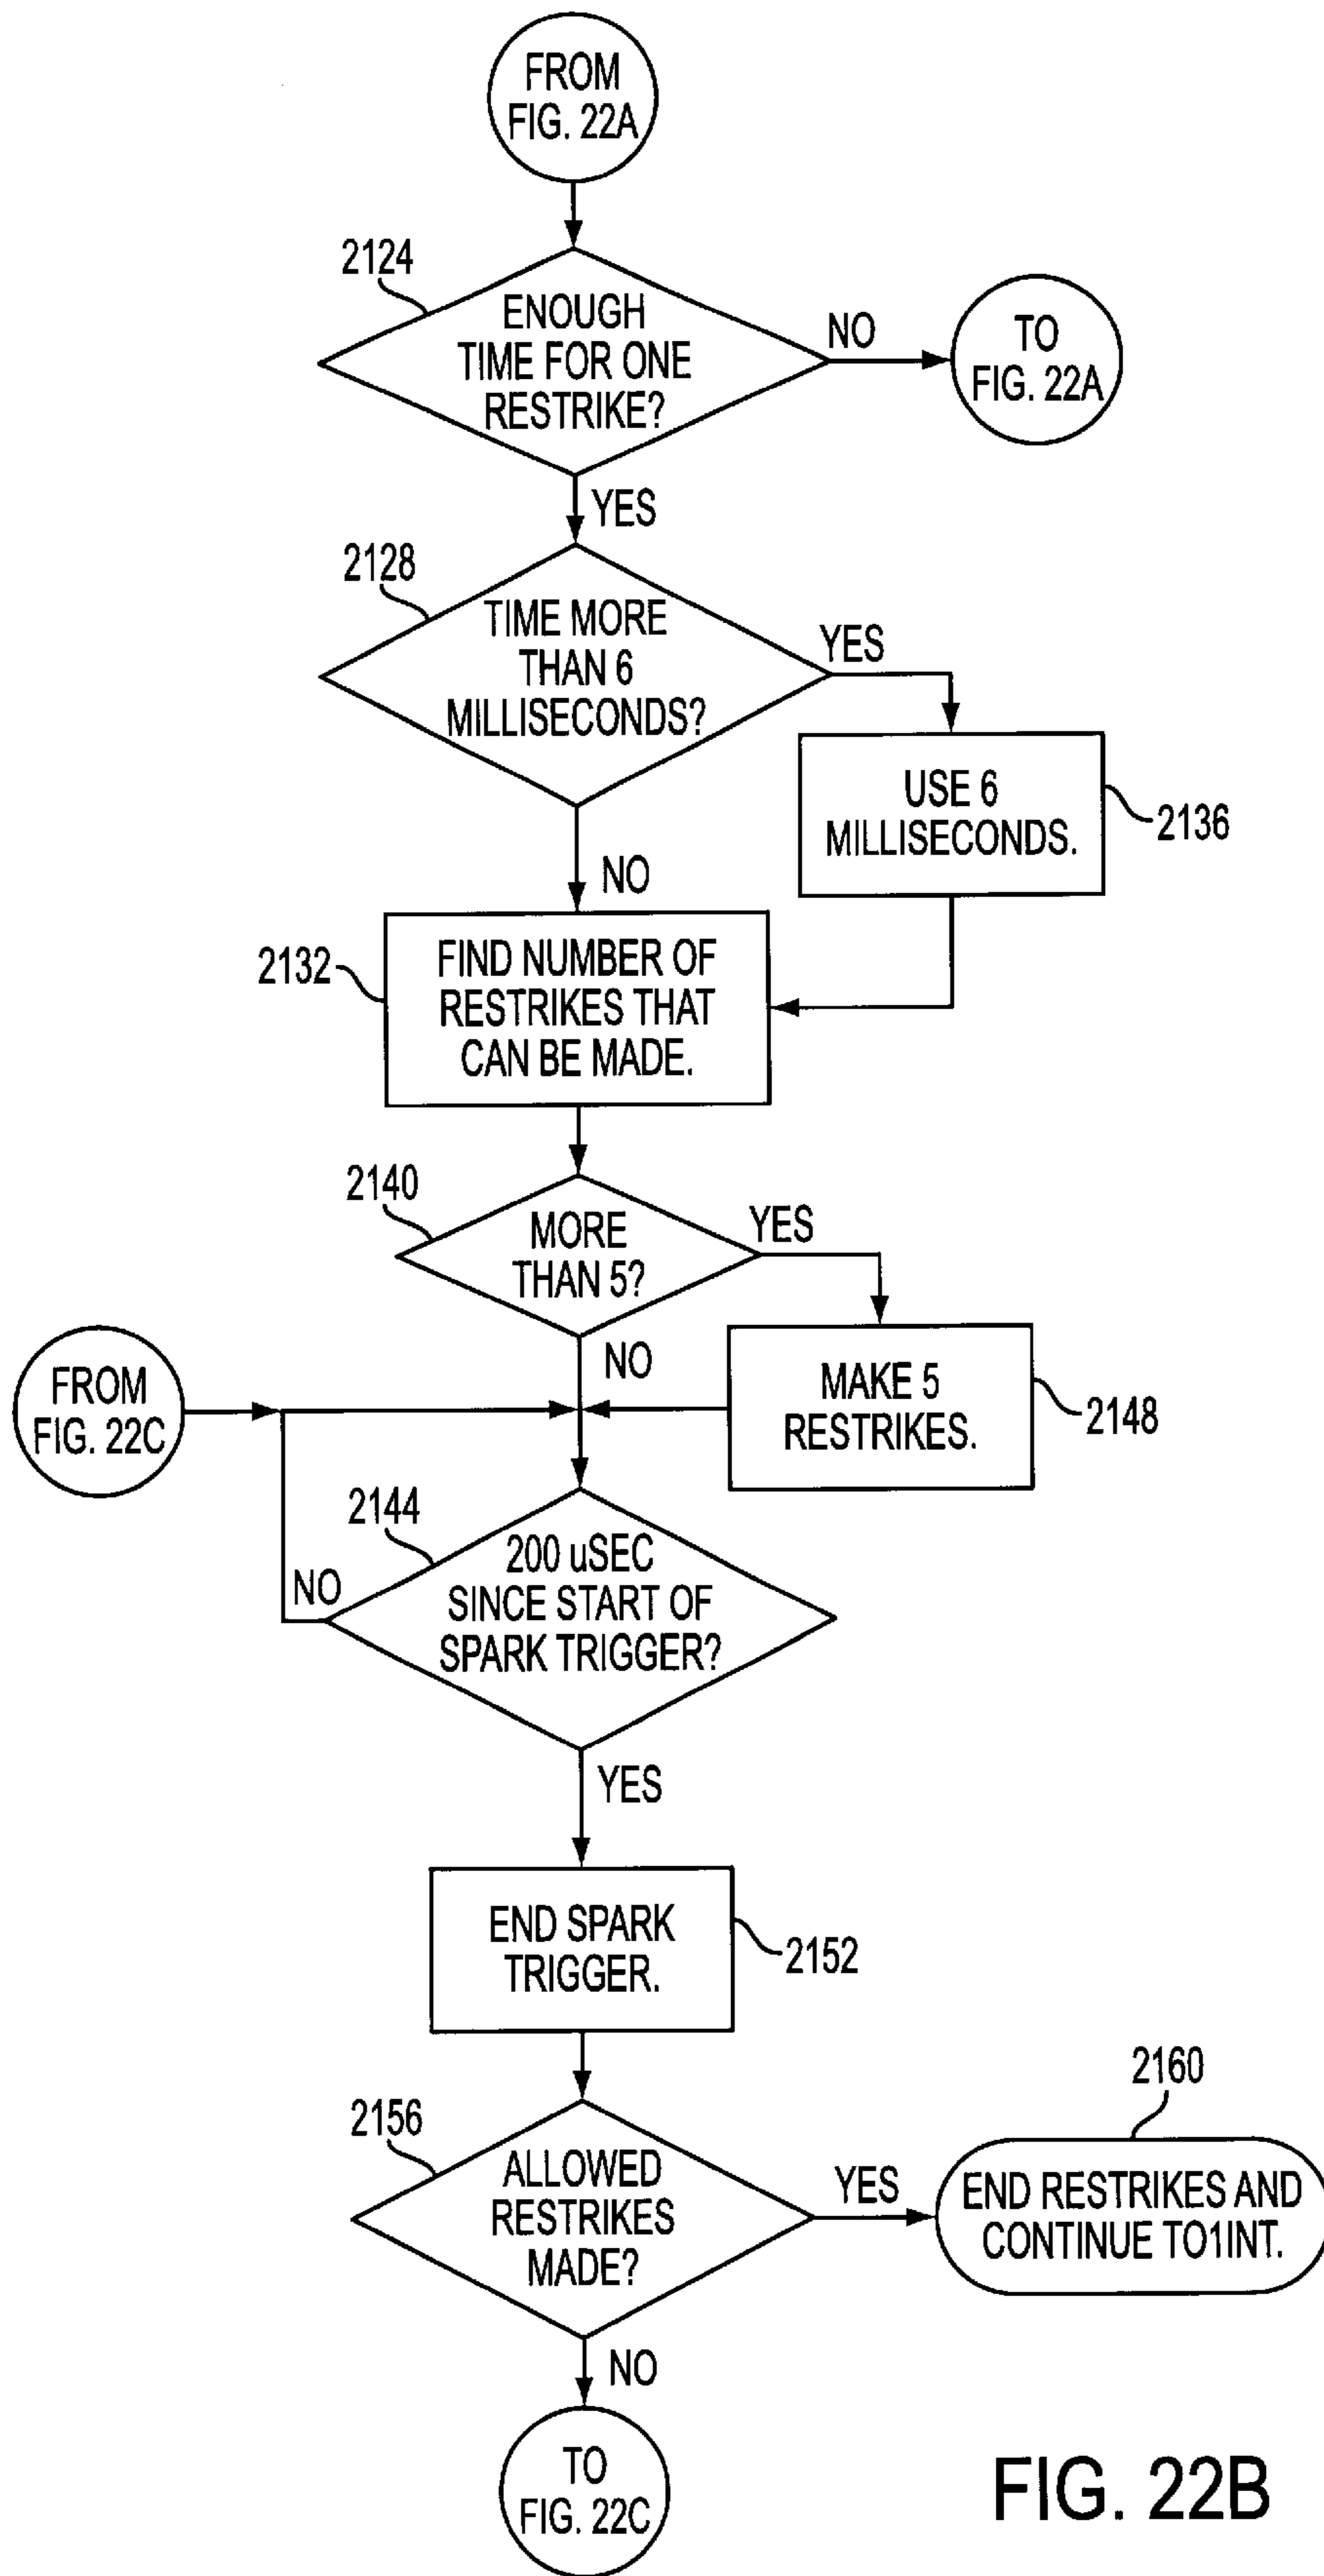 FROM
FIG. 22A
2124
ENOUGH
TIME FOR ONE
RESTRIKE?
NO
TO
FIG. 22A
YES
2128
TIME MORE
THAN 6
MILLISECONDS?
YES
USE 6
MILLISECONDS.
2136
NO
2132
FIND NUMBER OF
RESTRIKES THAT
CAN BE MADE.
2140
MORE
THAN 5?
YES
NO
MAKE 5
RESTRIKES.
2148
FROM
FIG. 22C
2144
200 uSEC
SINCE START OF
SPARK TRIGGER?
NO
YES
END SPARK
TRIGGER.
2152
2156
ALLOWED
RESTRIKES
MADE?
YES
2160
END RESTRIKES AND
CONTINUE TO1INT.
NO
TO
FIG. 22C
FIG. 22B